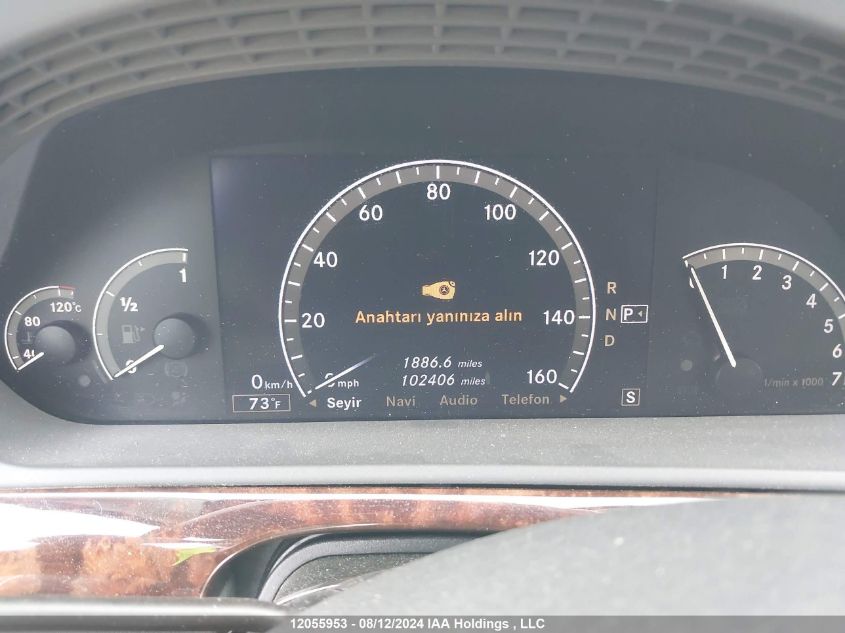 120°C
80
40
1
½
0
0 km/h
73°F
20
40
60
80
100
120
140
160
0 mph
Anahtarı yanınıza alın
1886.6 miles
102406 miles
Seyir Navi Audio Telefon
R
N P
D
S
0 1 2 3 4 5 6 7
1/min x 1000
12055953 - 08/12/2024 IAA Holdings , LLC